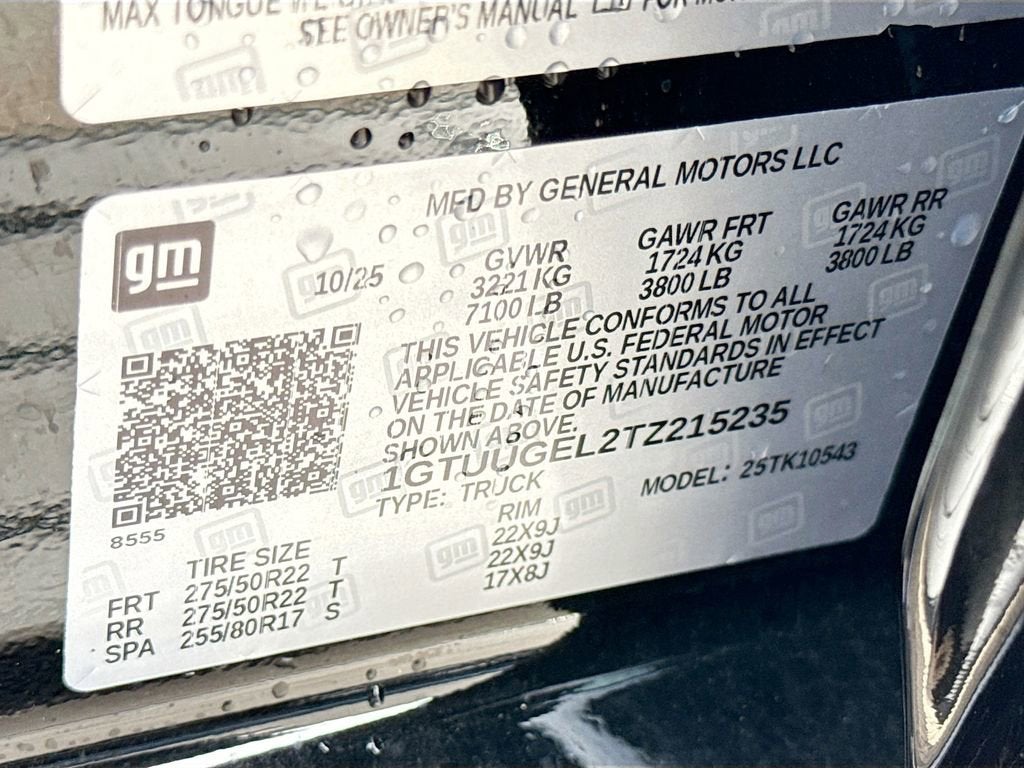 MAX TONGUE
SEE OWNER'S MANUAL FOR
MFD BY GENERAL MOTORS LLC
gm
10/25
GVWR GAWR FRT GAWR RR
3221 KG 1724 KG 1724 KG
7100 LB 3800 LB 3800 LB
THIS VEHICLE CONFORMS TO ALL
APPLICABLE U.S. FEDERAL MOTOR
VEHICLE SAFETY STANDARDS IN EFFECT
ON THE DATE OF MANUFACTURE
SHOWN ABOVE.
1GTUUGEL2TZ215235
TYPE: TRUCK MODEL: 25TK10543
8555
TIRE SIZE RIM
FRT 275/50R22 T 22X9J
RR 275/50R22 T 22X9J
SPA 255/80R17 S 17X8J